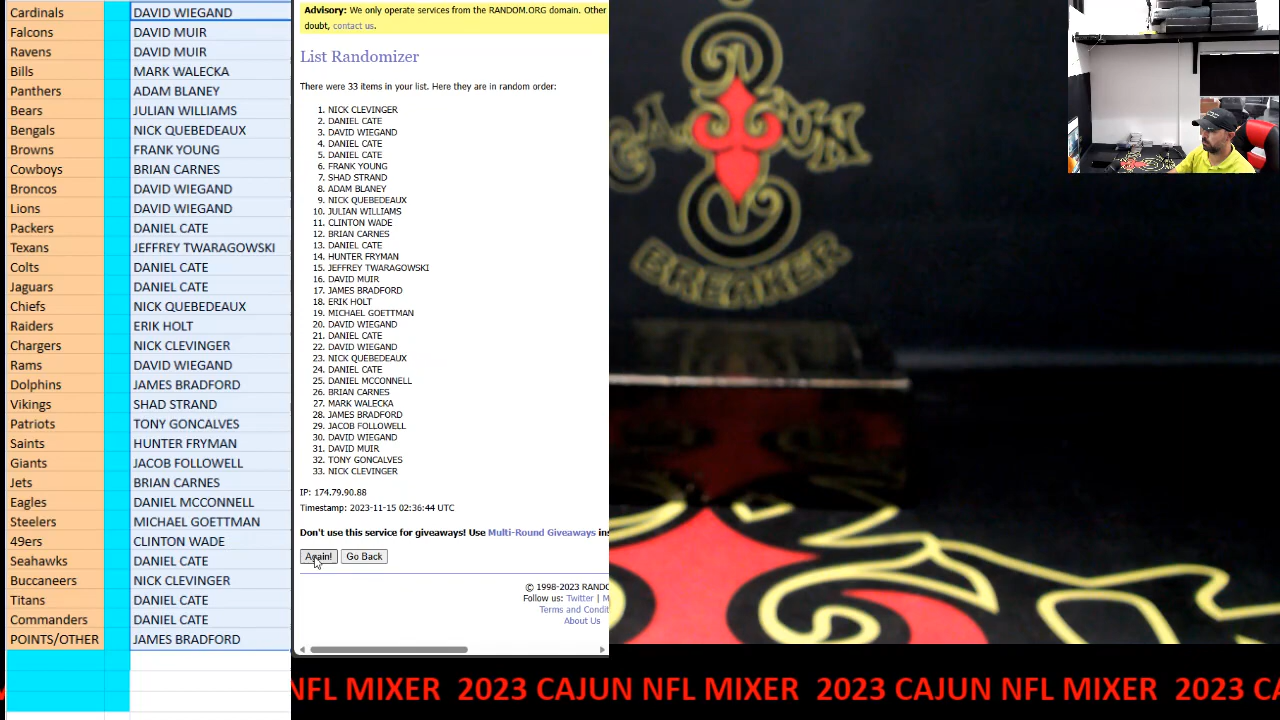 Cardinals DAVID WIEGAND
Falcons DAVID MUIR
Ravens DAVID MUIR
Bills MARK WALECKA
Panthers ADAM BLANEY
Bears JULIAN WILLIAMS
Bengals NICK QUEBEDEAUX
Browns FRANK YOUNG
Cowboys BRIAN CARNES
Broncos DAVID WIEGAND
Lions DAVID WIEGAND
Packers DANIEL CATE
Texans JEFFREY TWARAGOWSKI
Colts DANIEL CATE
Jaguars DANIEL CATE
Chiefs NICK QUEBEDEAUX
Raiders ERIK HOLT
Chargers NICK CLEVINGER
Rams DAVID WIEGAND
Dolphins JAMES BRADFORD
Vikings SHAD STRAND
Patriots TONY GONCALVES
Saints HUNTER FRYMAN
Giants JACOB FOLLOWELL
Jets BRIAN CARNES
Eagles DANIEL MCCONNELL
Steelers MICHAEL GOETTMAN
49ers CLINTON WADE
Seahawks DANIEL CATE
Buccaneers NICK CLEVINGER
Titans DANIEL CATE
Commanders DANIEL CATE
POINTS/OTHER JAMES BRADFORD
Advisory: We only operate services from the RANDOM.ORG domain. Other
doubt, contact us.
List Randomizer
There were 33 items in your list. Here they are in random order:
1. NICK CLEVINGER
2. DANIEL CATE
3. DAVID WIEGAND
4. DANIEL CATE
5. DANIEL CATE
6. FRANK YOUNG
7. SHAD STRAND
8. ADAM BLANEY
9. NICK QUEBEDEAUX
10. JULIAN WILLIAMS
11. CLINTON WADE
12. BRIAN CARNES
13. DANIEL CATE
14. HUNTER FRYMAN
15. JEFFREY TWARAGOWSKI
16. DAVID MUIR
17. JAMES BRADFORD
18. ERIK HOLT
19. MICHAEL GOETTMAN
20. DAVID WIEGAND
21. DANIEL CATE
22. DAVID WIEGAND
23. NICK QUEBEDEAUX
24. DANIEL CATE
25. DANIEL MCCONNELL
26. BRIAN CARNES
27. MARK WALECKA
28. JAMES BRADFORD
29. JACOB FOLLOWELL
30. DAVID WIEGAND
31. DAVID MUIR
32. TONY GONCALVES
33. NICK CLEVINGER
IP: 174.79.90.88
Timestamp: 2023-11-15 02:36:44 UTC
Don't use this service for giveaways! Use Multi-Round Giveaways ins
Again! Go Back
© 1998-2023 RANDO
Follow us: Twitter | M
Terms and Condit
About Us
BREAKER
NFL MIXER 2023 CAJUN NFL MIXER 2023 CAJUN NFL MIXER 2023 CA